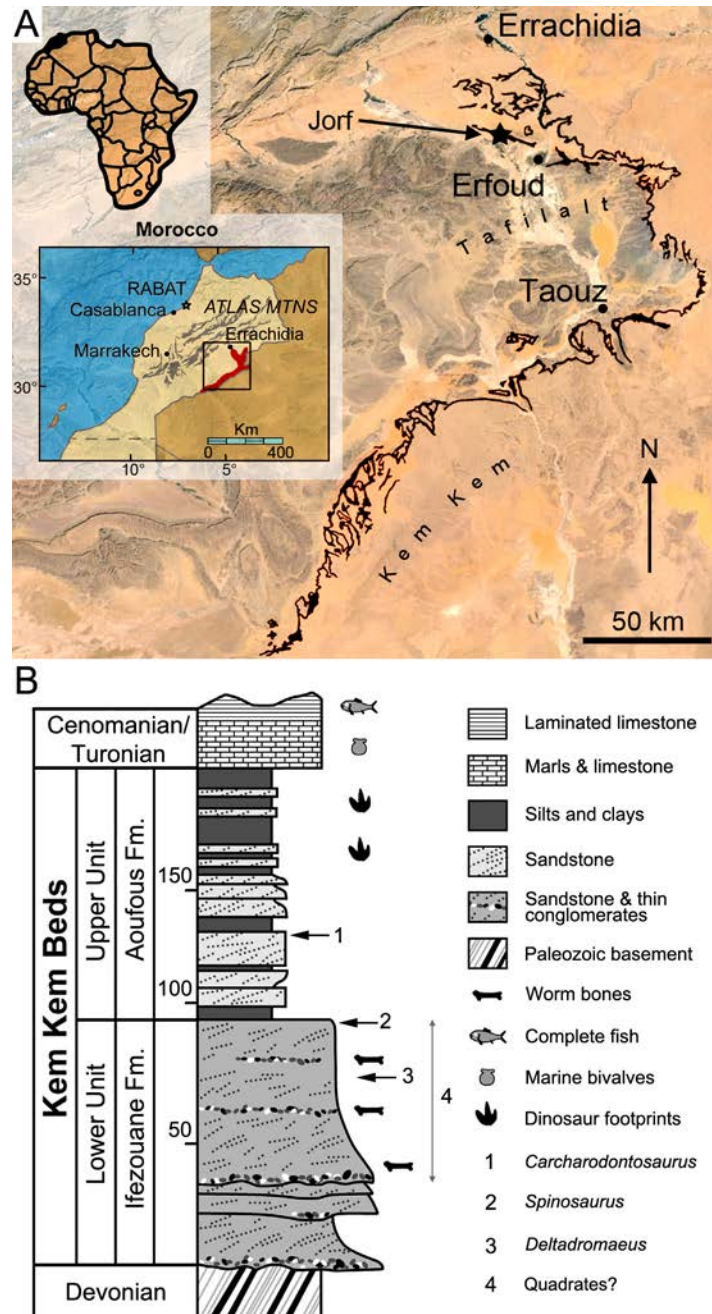 A
Errachidia
Jorf
Erfoud
Tafilalt
Taouz
Kem Kem
N
50 km
Morocco
35°
RABAT
Casablanca
ATLAS MTNS
Errachidia
Marrakech
30°
Km
0 400
10° 5°
B
Cenomanian/
Turonian
Kem Kem Beds
Upper Unit
Aoufous Fm.
150
100
Lower Unit
Ifezouane Fm.
50
Devonian
1
2
3
4
Laminated limestone
Marls & limestone
Silts and clays
Sandstone
Sandstone & thin
conglomerates
Paleozoic basement
Worm bones
Complete fish
Marine bivalves
Dinosaur footprints
1 Carcharodontosaurus
2 Spinosaurus
3 Deltadromaeus
4 Quadrates?